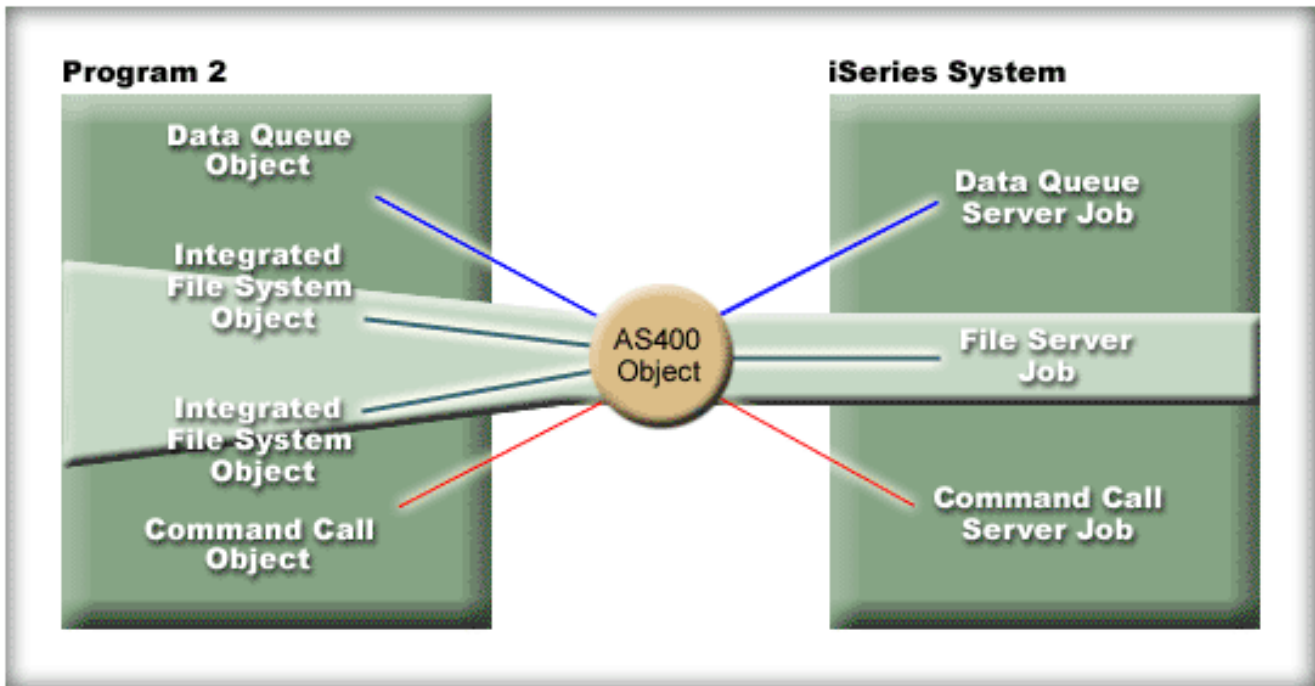 Program 2
Data Queue
Object
Integrated
File System
Object
Integrated
File System
Object
Command Call
Object
AS400
Object
iSeries System
Data Queue
Server Job
File Server
Job
Command Call
Server Job